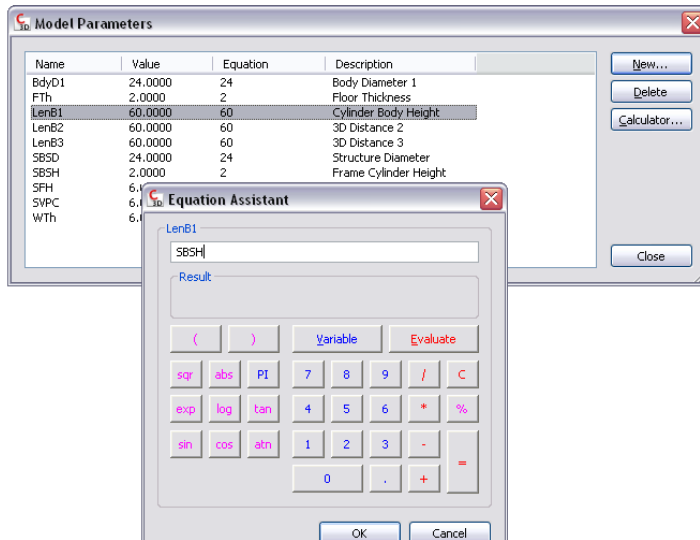 Model Parameters
Name Value Equation Description
BdyD1 24.0000 24 Body Diameter 1
FTh 2.0000 2 Floor Thickness
LenB1 60.0000 60 Cylinder Body Height
LenB2 60.0000 60 3D Distance 2
LenB3 60.0000 60 3D Distance 3
SBSD 24.0000 24 Structure Diameter
SBSH 2.0000 2 Frame Cylinder Height
SFH
SVPC
WTh
New...
Delete
Calculator...
Close
Equation Assistant
LenB1
SBSH
Result
( ) Variable Evaluate
sqr abs PI 7 8 9 / C
exp log tan 4 5 6 * %
sin cos atn 1 2 3 - =
0 . +
OK Cancel